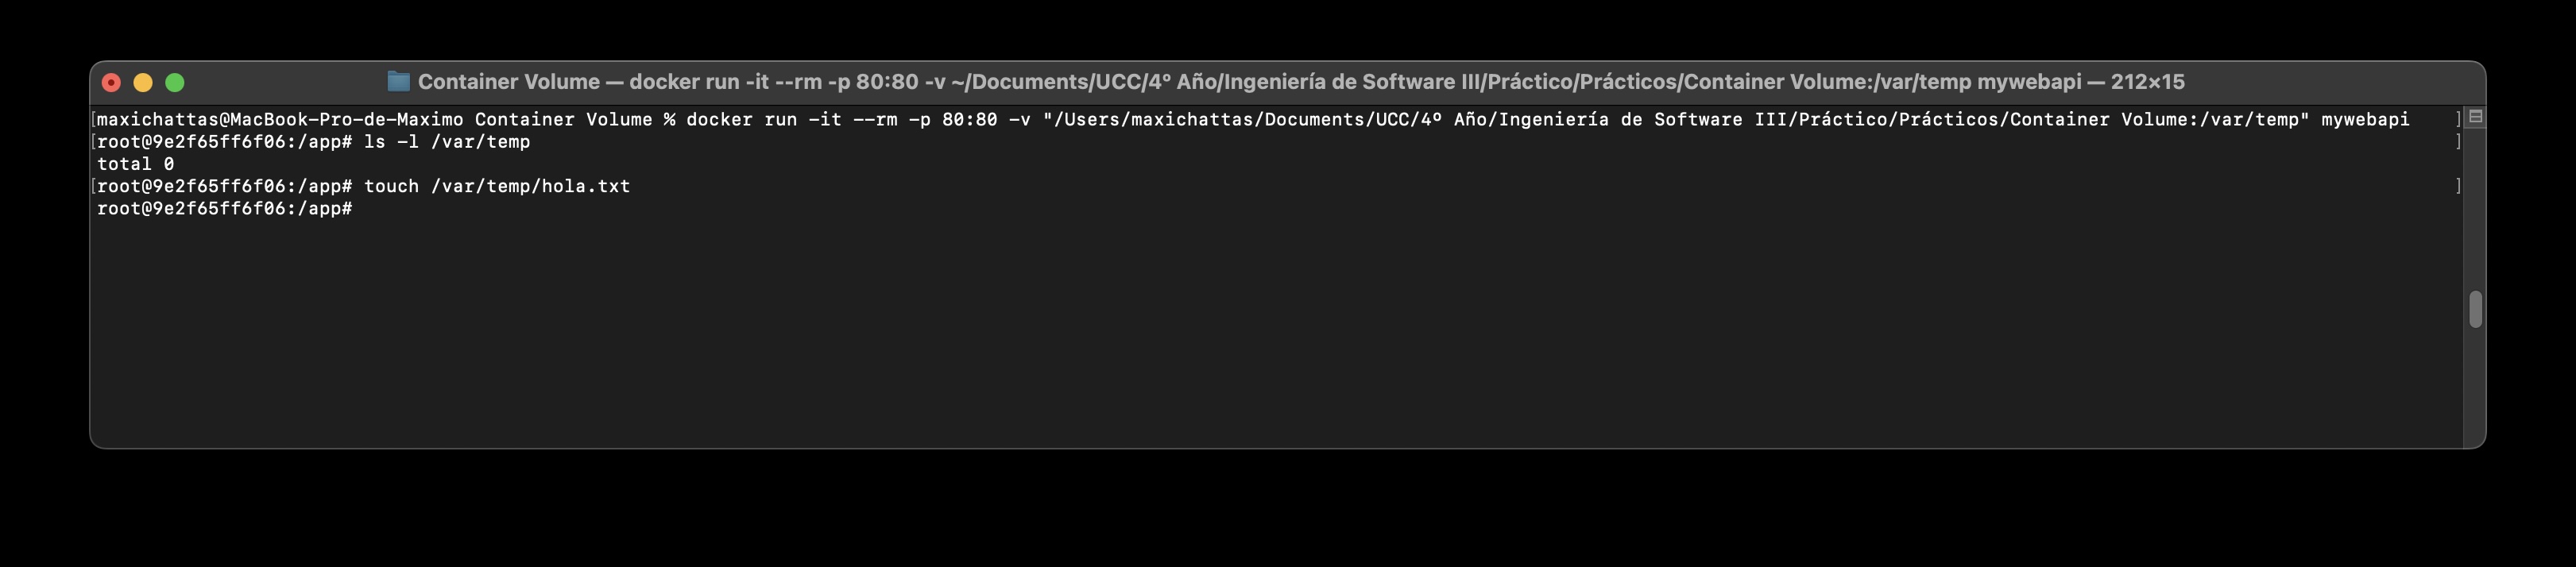 Container Volume — docker run -it --rm -p 80:80 -v ~/Documents/UCC/4º Año/Ingeniería de Software III/Práctico/Prácticos/Container Volume:/var/temp mywebapi — 212×15
[maxichattas@MacBook-Pro-de-Maximo Container Volume % docker run -it --rm -p 80:80 -v "/Users/maxichattas/Documents/UCC/4º Año/Ingeniería de Software III/Práctico/Prácticos/Container Volume:/var/temp" mywebapi ]
[root@9e2f65ff6f06:/app# ls -l /var/temp ]
total 0
[root@9e2f65ff6f06:/app# touch /var/temp/hola.txt ]
root@9e2f65ff6f06:/app#